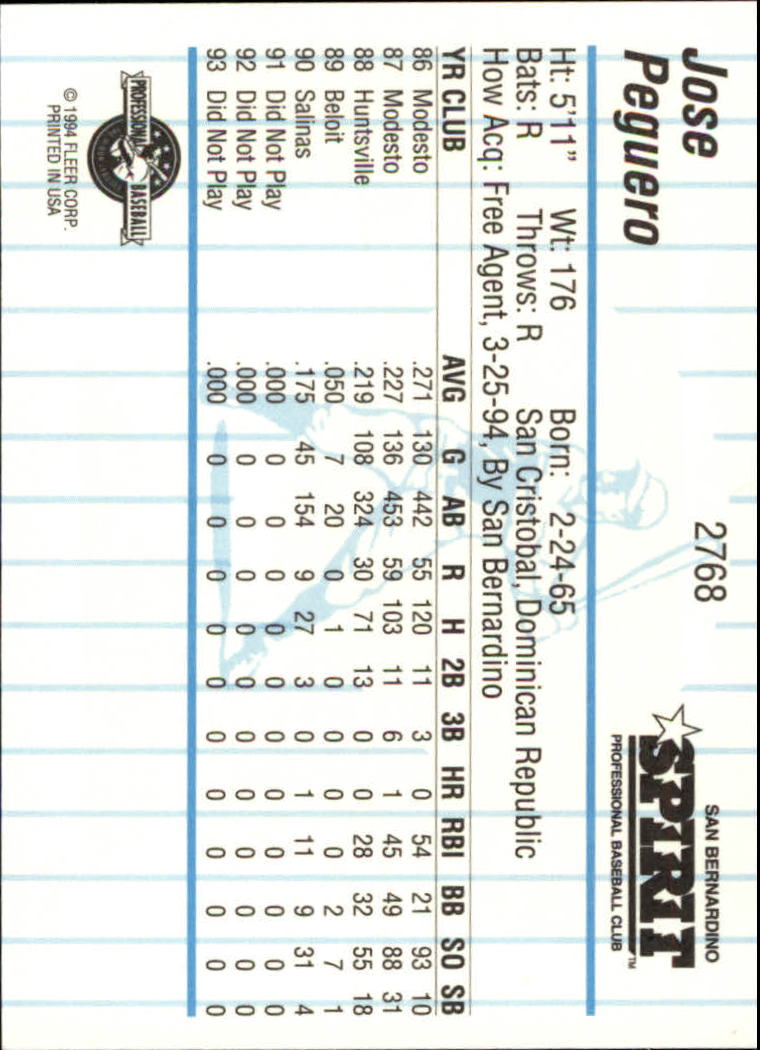 Jose
Peguero
2768
SAN BERNARDINO
SPIRIT
PROFESSIONAL BASEBALL CLUB
TM
Ht: 5'11" Wt: 176 Born: 2-24-65
Bats: R Throws: R San Cristobal, Dominican Republic
How Acq: Free Agent, 3-25-94, By San Bernardino
YR CLUB AVG G AB R H 2B 3B HR RBI BB SO SB
86 Modesto .271 130 442 55 120 11 3 0 54 21 93 10
87 Modesto .227 136 453 59 103 11 6 1 45 49 88 31
88 Huntsville .219 108 324 30 71 13 0 0 28 32 55 18
89 Beloit .050 7 20 0 1 0 0 0 0 2 7 1
90 Salinas .175 45 154 9 27 3 0 1 11 9 31 4
91 Did Not Play .000 0 0 0 0 0 0 0 0 0 0 0
92 Did Not Play .000 0 0 0 0 0 0 0 0 0 0 0
93 Did Not Play .000 0 0 0 0 0 0 0 0 0 0 0
PROFESSIONAL BASEBALL
© 1994 FLEER CORP.
PRINTED IN USA